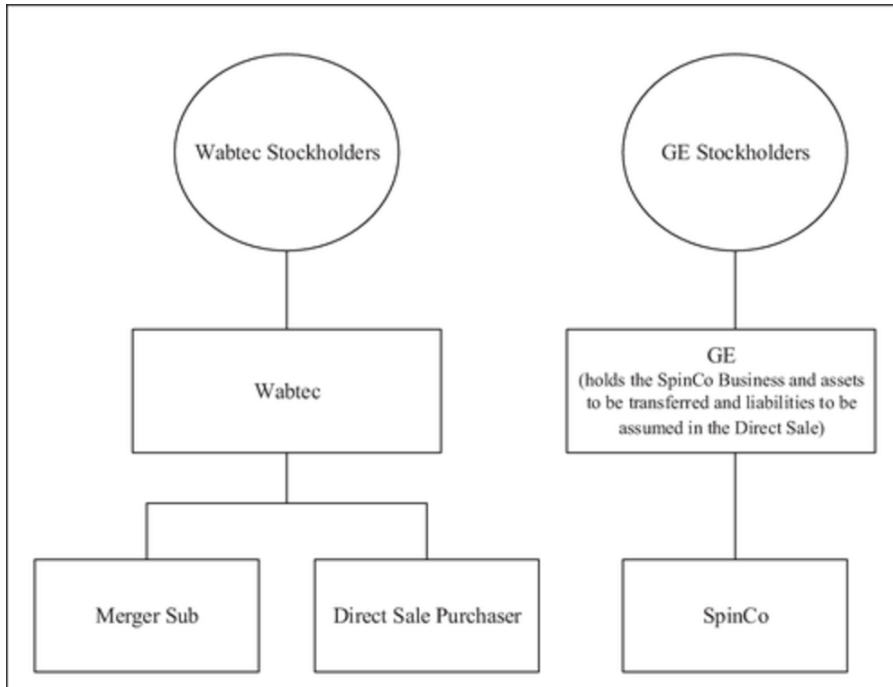 Wabtec Stockholders
GE Stockholders
Wabtec
GE
(holds the SpinCo Business and assets
to be transferred and liabilities to be
assumed in the Direct Sale)
Merger Sub
Direct Sale Purchaser
SpinCo